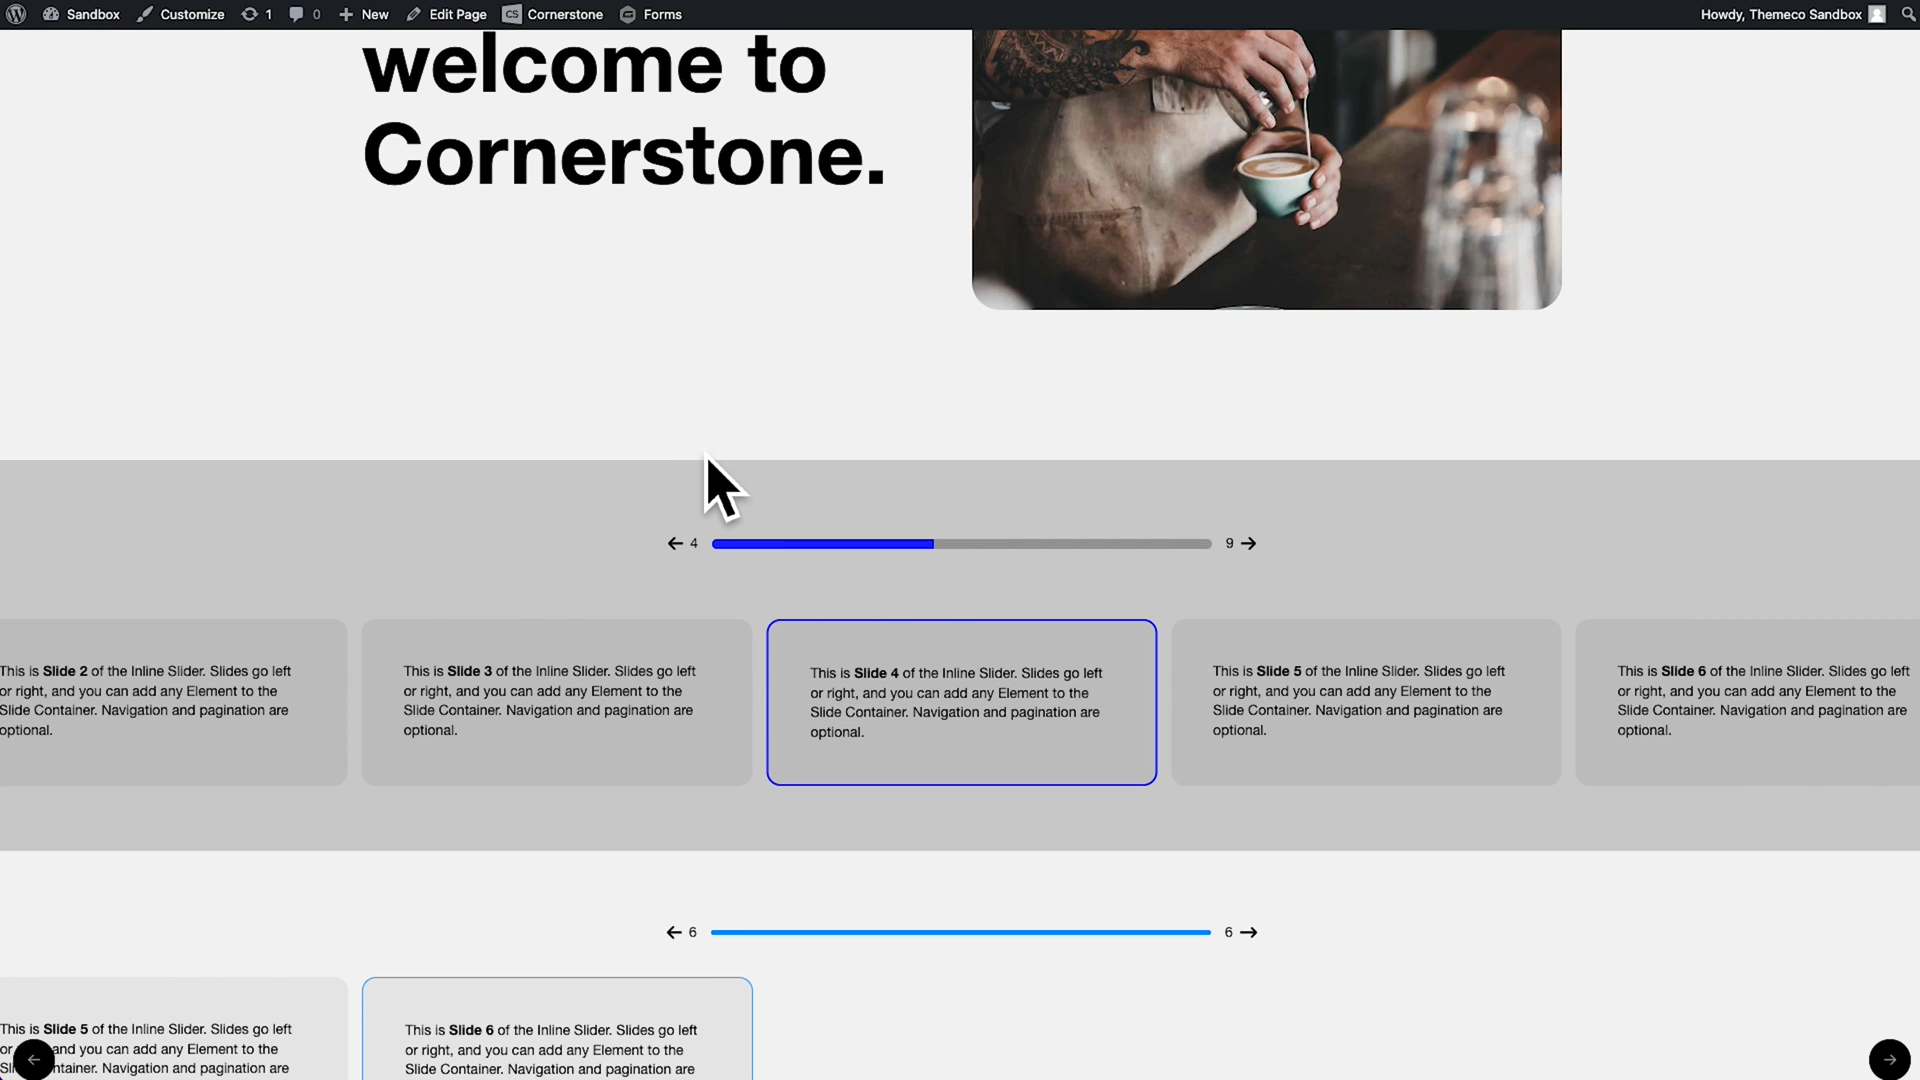 Sandbox Customize 1 0 New Edit Page CS Cornerstone Forms Howdy, Themeco Sandbox
welcome to
Cornerstone.
4 9
This is Slide 2 of the Inline Slider. Slides go left
or right, and you can add any Element to the
Slide Container. Navigation and pagination are
optional.
This is Slide 3 of the Inline Slider. Slides go left
or right, and you can add any Element to the
Slide Container. Navigation and pagination are
optional.
This is Slide 4 of the Inline Slider. Slides go left
or right, and you can add any Element to the
Slide Container. Navigation and pagination are
optional.
This is Slide 5 of the Inline Slider. Slides go left
or right, and you can add any Element to the
Slide Container. Navigation and pagination are
optional.
This is Slide 6 of the Inline Slider. Slides go left
or right, and you can add any Element to the
Slide Container. Navigation and pagination are
optional.
6 6
This is Slide 5 of the Inline Slider. Slides go left
or and you can add any Element to the
Navigation and pagination are
This is Slide 6 of the Inline Slider. Slides go left
or right, and you can add any Element to the
Slide Container. Navigation and pagination are